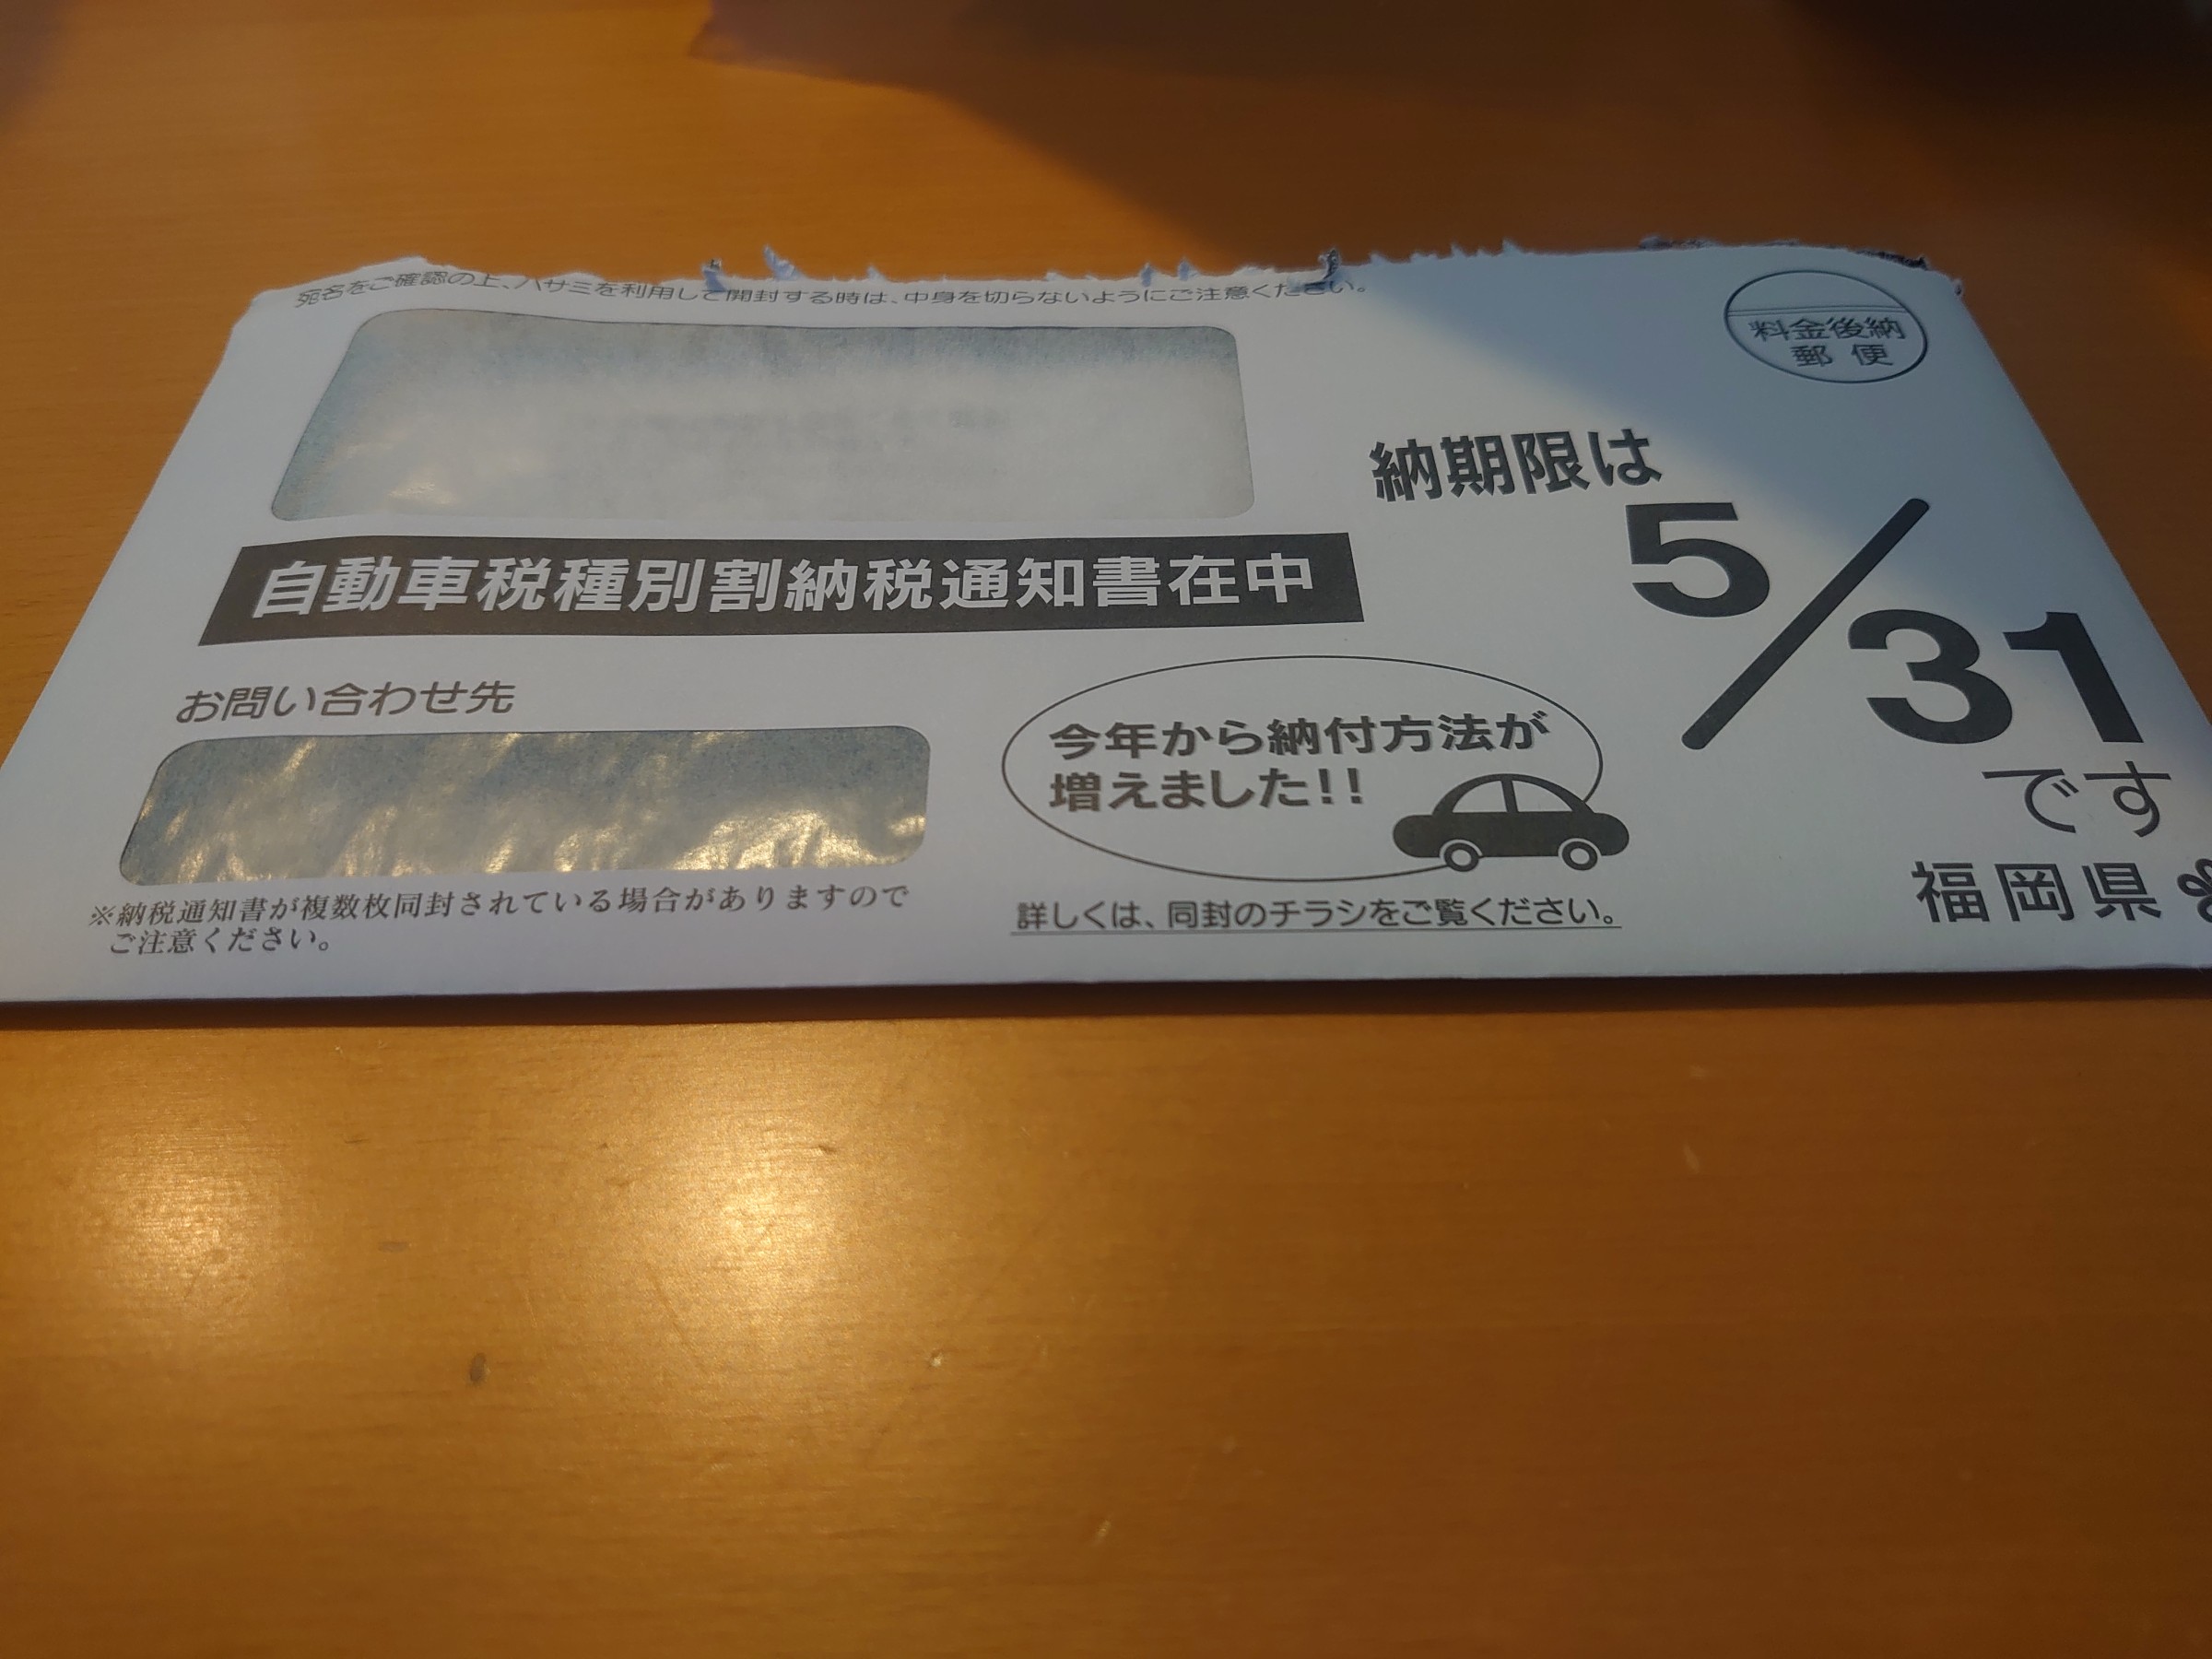 宛名をご確認の上、ハサミを利用して開封する時は、中身を切らないようにご注意ください。
料金後納
郵便
納期限は
5/31
です
自動車税種別割納税通知書在中
お問い合わせ先
今年から納付方法が
増えました!!
詳しくは、同封のチラシをご覧ください。
※納税通知書が複数枚同封されている場合がありますので
ご注意ください。
福岡県